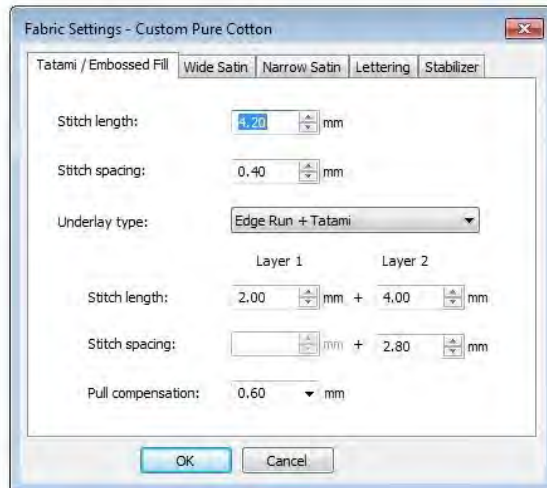 Fabric Settings - Custom Pure Cotton
Tatami / Embossed Fill Wide Satin Narrow Satin Lettering Stabilizer
Stitch length: 4.20 mm
Stitch spacing: 0.40 mm
Underlay type: Edge Run + Tatami
Layer 1 Layer 2
Stitch length: 2.00 mm + 4.00 mm
Stitch spacing: mm + 2.80 mm
Pull compensation: 0.60 mm
OK Cancel